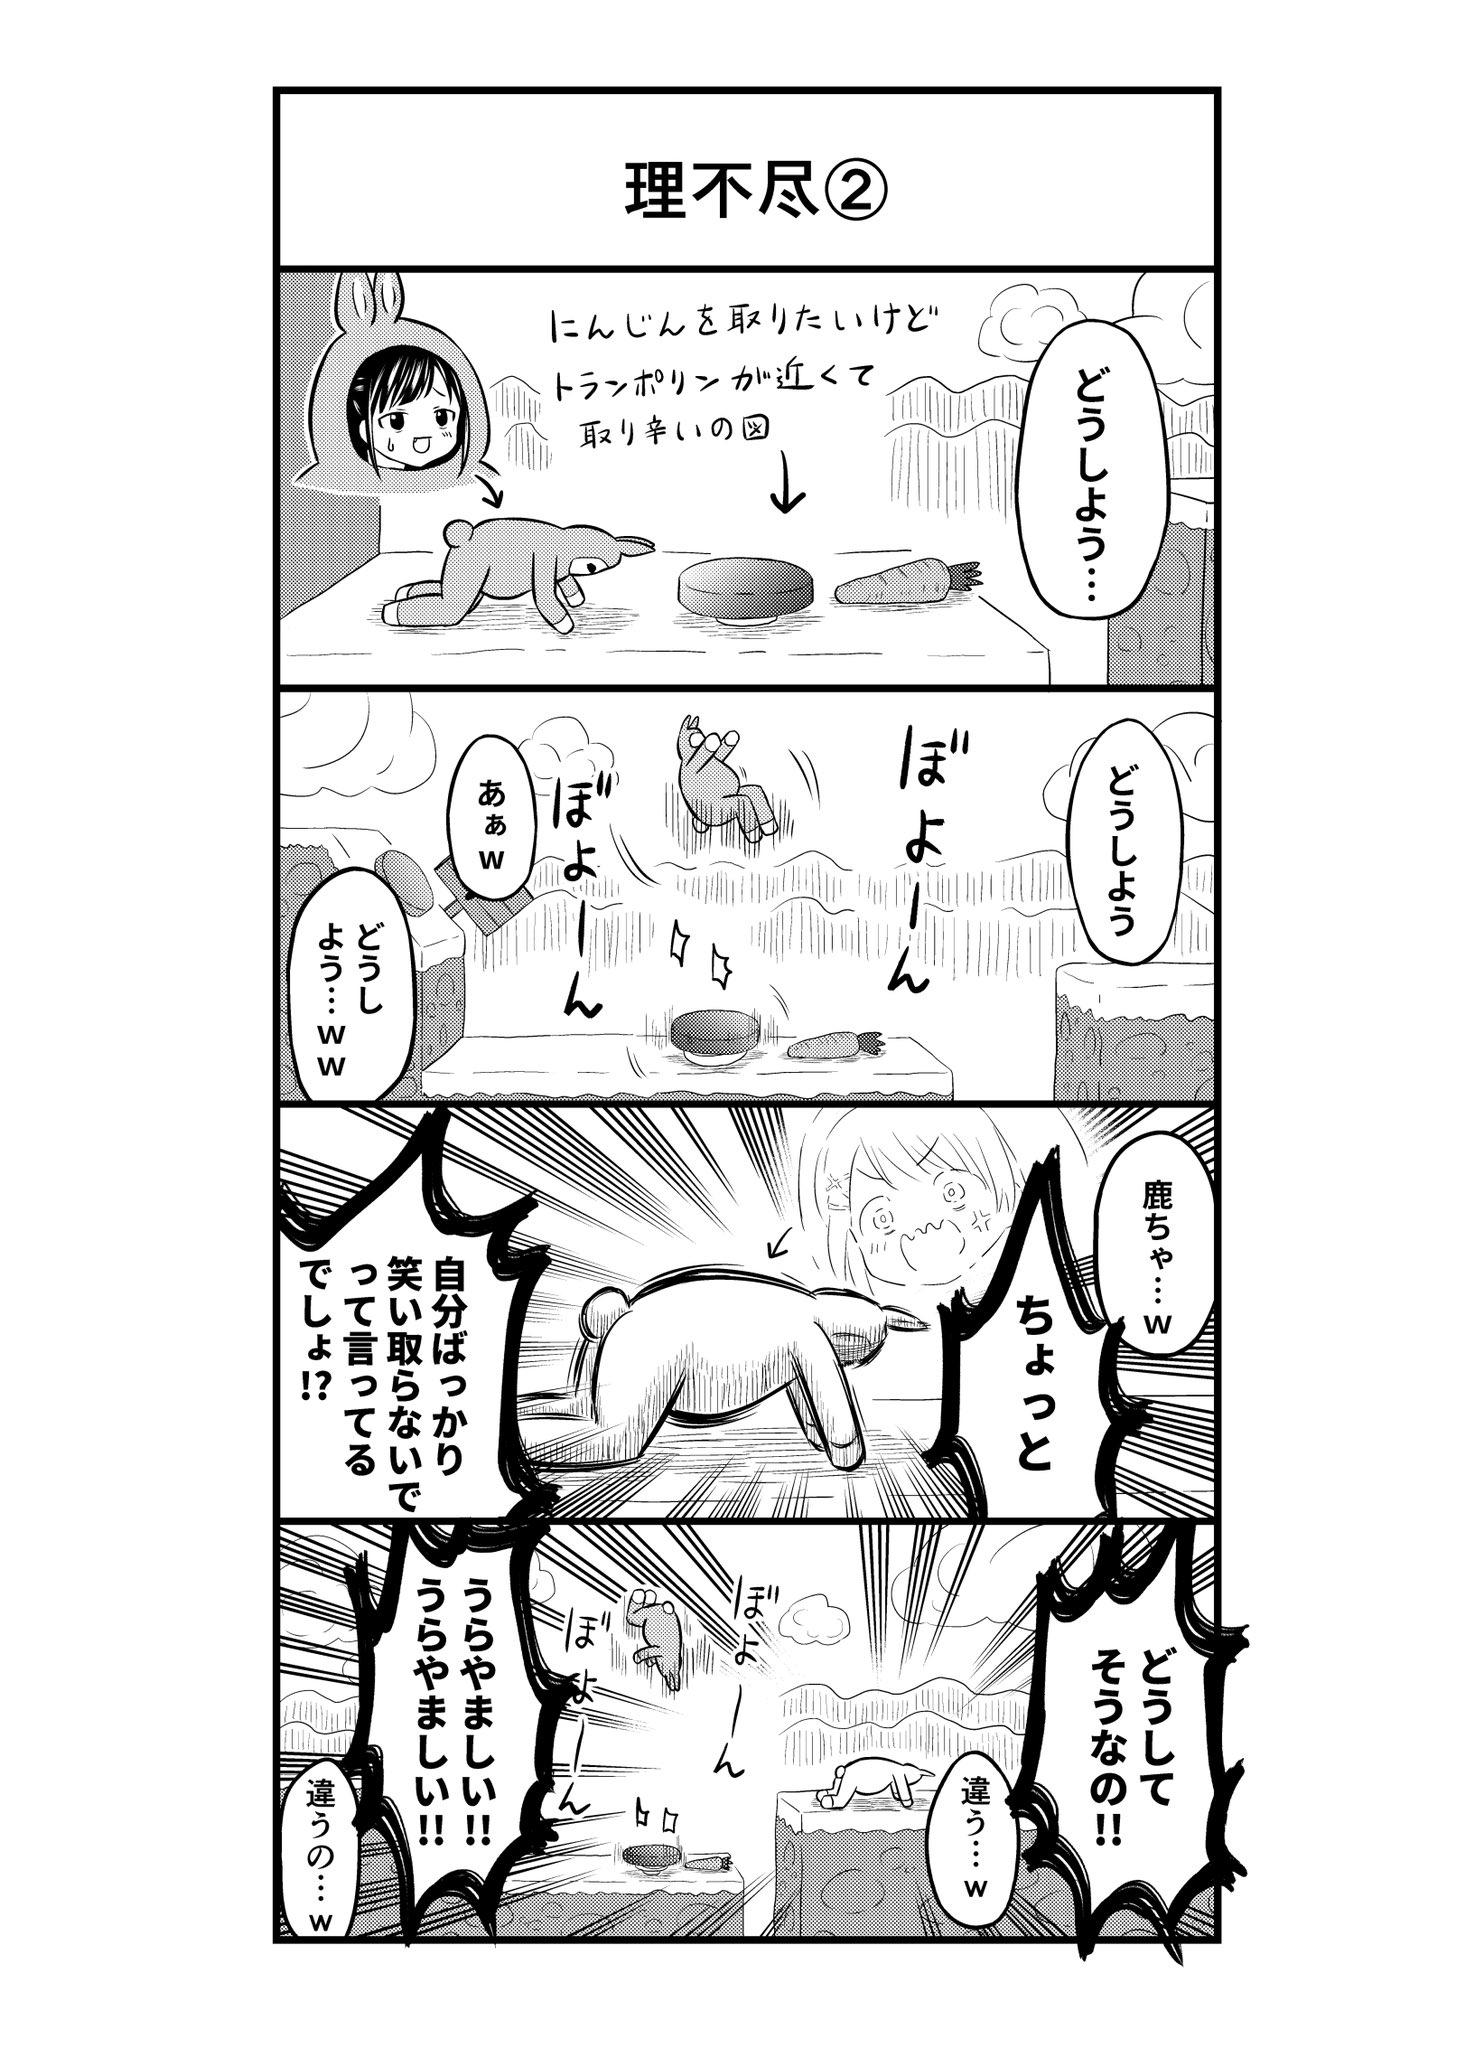 理不尽②
どうしよう…
にんじんを取りたいけど
トランポリンが近くて
取り辛いの図
どうしよう
ぼよーん
ぼよーん
あぁw
どうし
よう…ww
鹿ちゃ…w
ちょっと
自分ばっかり
笑い取らないで
って言ってる
でしょ!?
どうして
そうなの!!
違う…w
ぼよーん
ぼよーん
うらやましい!!
うらやましい!!
違うの…w